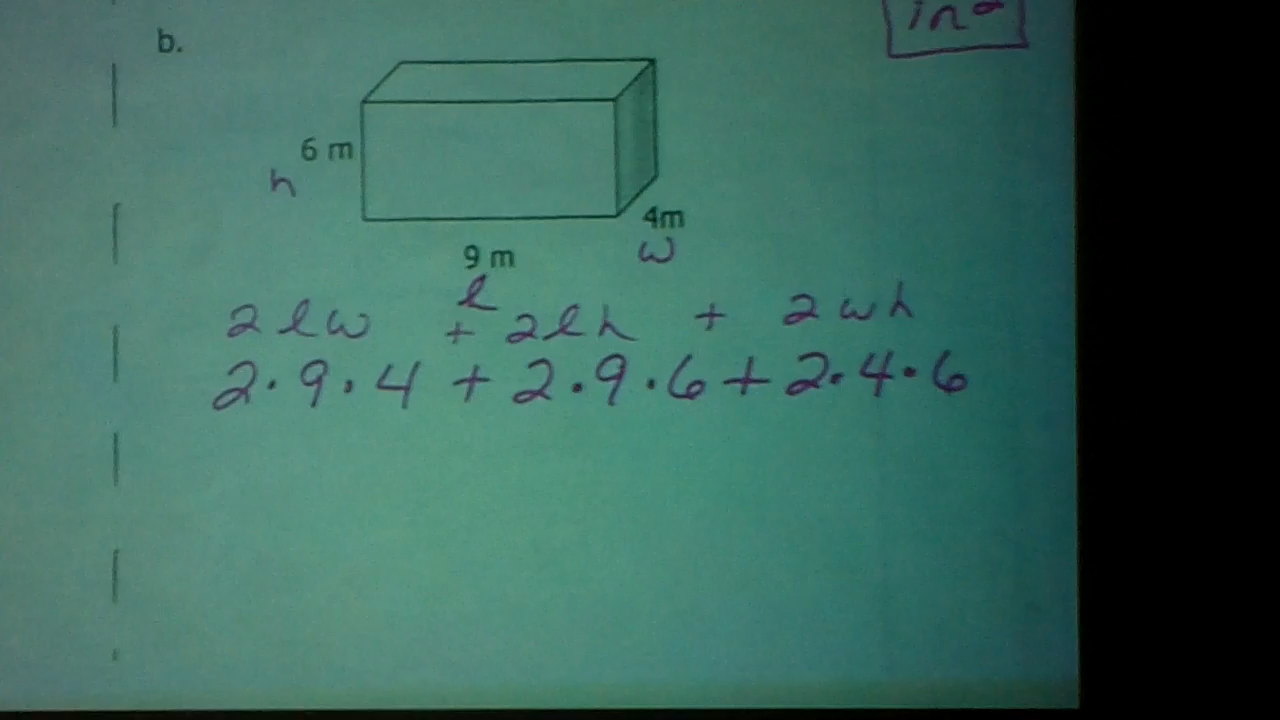 in²
b.
6 m
h
4m
w
9 m
l
2lw + 2lh + 2wh
2·9·4 + 2·9·6 + 2·4·6